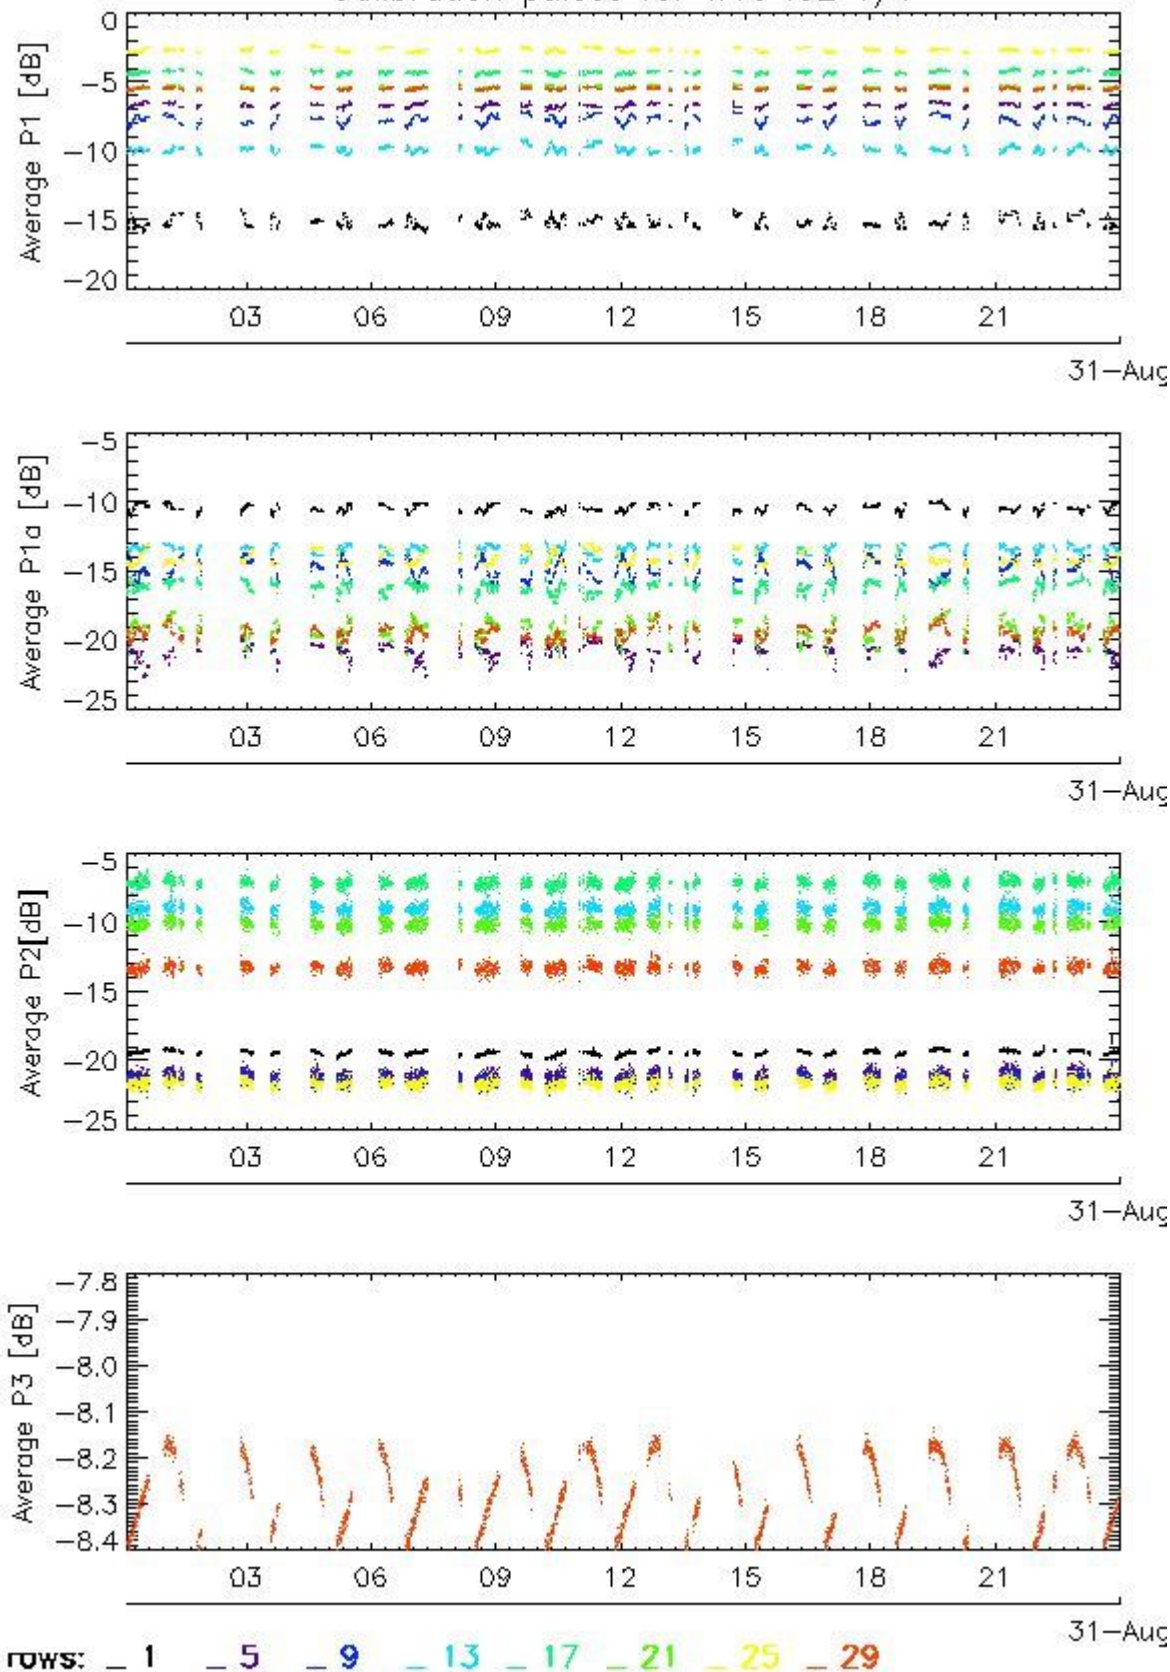 0
−5
−10
−15
−20
Average P1 [dB]
03 06 09 12 15 18 21
31−Aug
−5
−10
−15
−20
−25
Average P1a [dB]
03 06 09 12 15 18 21
31−Aug
−5
−10
−15
−20
−25
Average P2[dB]
03 06 09 12 15 18 21
31−Aug
−7.8
−7.9
−8.0
−8.1
−8.2
−8.3
−8.4
Average P3 [dB]
03 06 09 12 15 18 21
31−Aug
rows: _ 1 _ 5 _ 9 _ 13 _ 17 _ 21 _ 25 _ 29